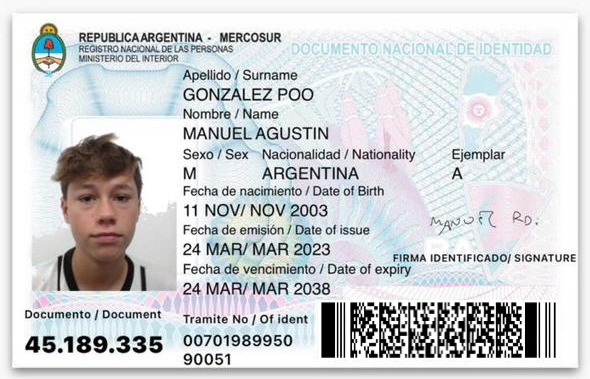 REPUBLICA ARGENTINA - MERCOSUR
REGISTRO NACIONAL DE LAS PERSONAS
MINISTERIO DEL INTERIOR
DOCUMENTO NACIONAL DE IDENTIDAD
Apellido / Surname
GONZALEZ POO
Nombre / Name
MANUEL AGUSTIN
Sexo / Sex Nacionalidad / Nationality Ejemplar
M ARGENTINA A
Fecha de nacimiento / Date of Birth
11 NOV/ NOV 2003
Fecha de emisión / Date of issue
24 MAR/ MAR 2023
Fecha de vencimiento / Date of expiry
24 MAR/ MAR 2038
MANUEL RD.
FIRMA IDENTIFICADO/ SIGNATURE
Documento / Document
45.189.335
Tramite No / Of ident
00701989950
90051